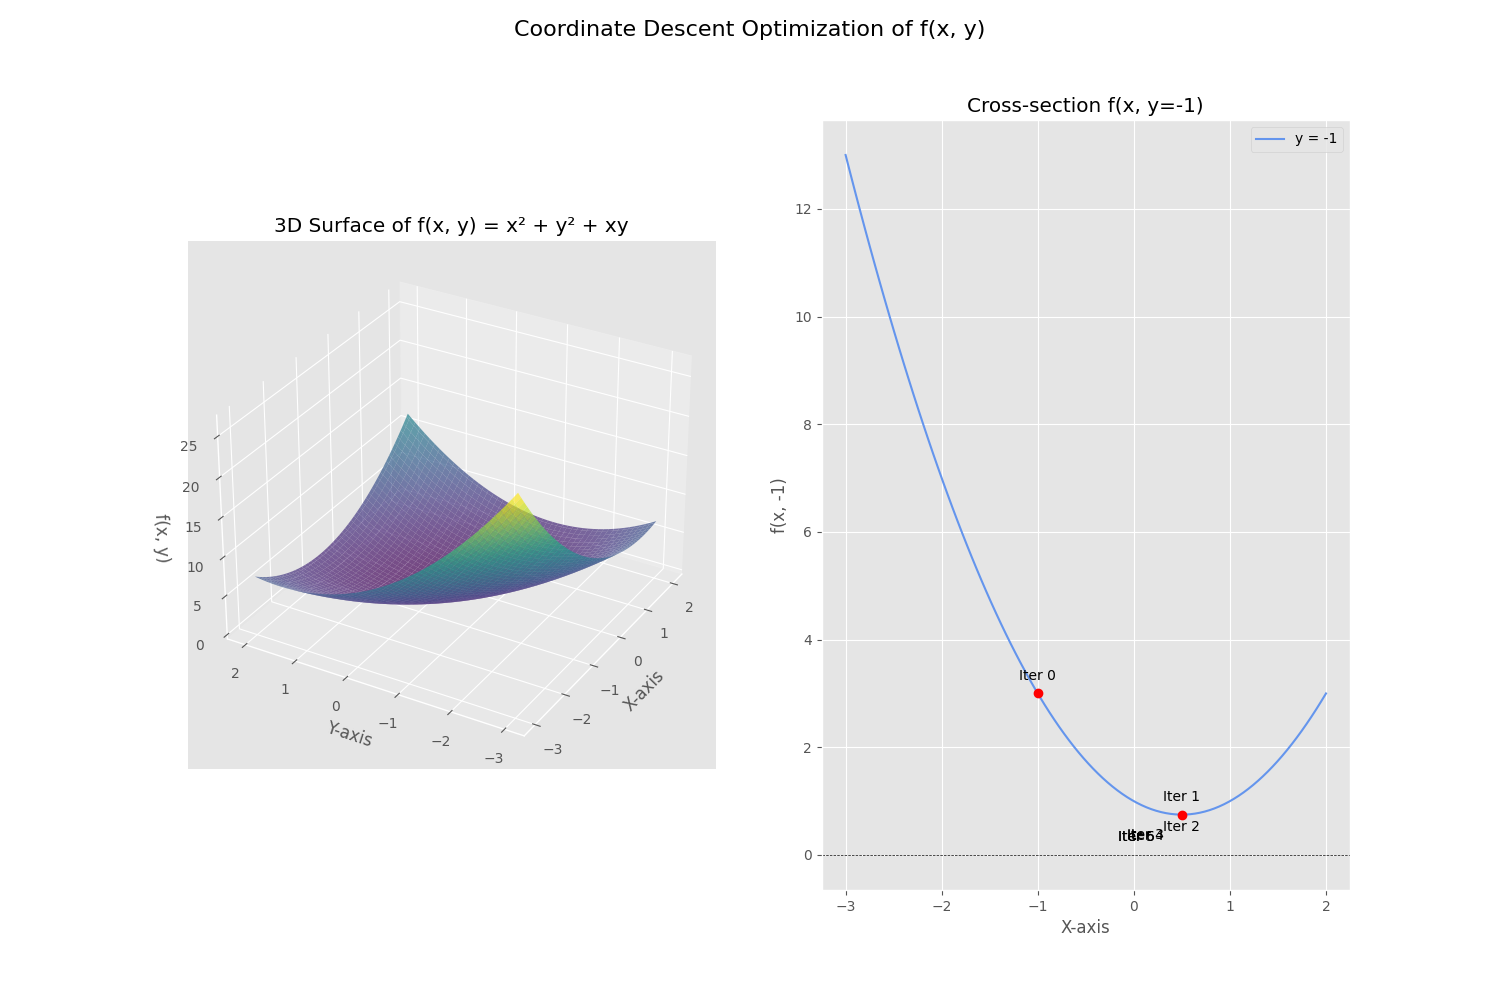 Coordinate Descent Optimization of f(x, y)
3D Surface of f(x, y) = x² + y² + xy
25
20
15
10
5
0
f(x, y)
2
1
0
−1
−2
−3
Y-axis
2
1
0
−1
−2
−3
X-axis
Cross-section f(x, y=-1)
y = -1
12
10
8
6
4
2
0
f(x, -1)
Iter 0
Iter 1
Iter 2
−3
−2
−1
0
1
2
X-axis